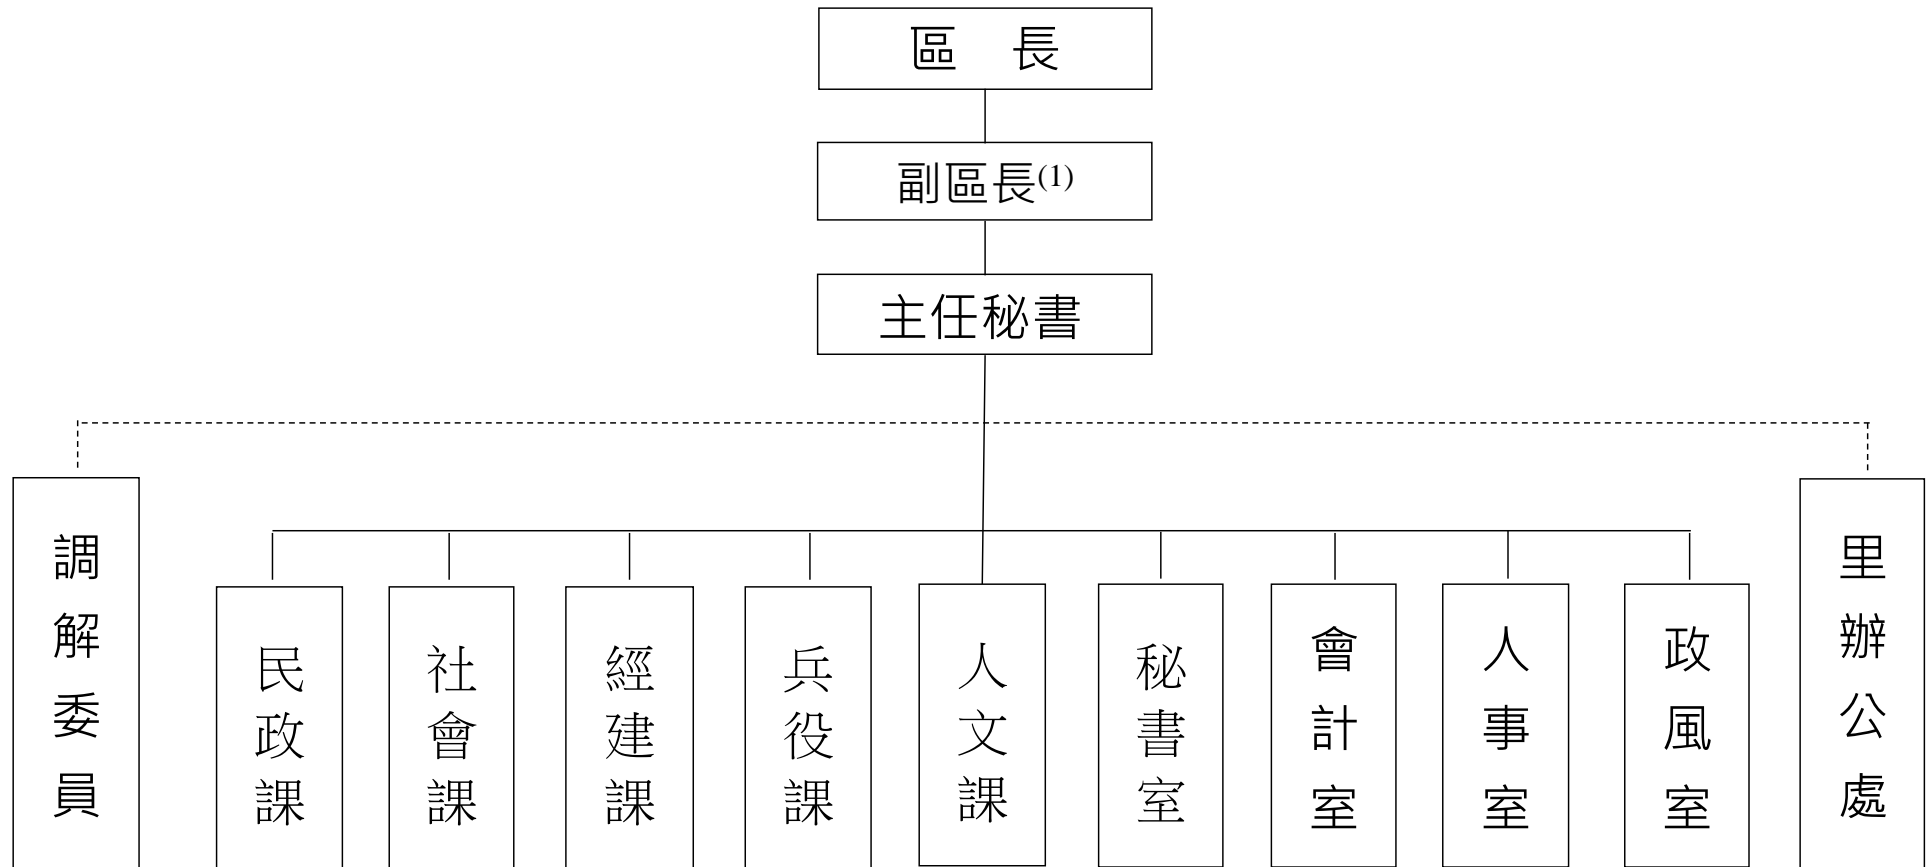 區 長
副區長(1)
主任秘書
調解委員
民政課
社會課
經建課
兵役課
人文課
秘書室
會計室
人事室
政風室
里辦公處